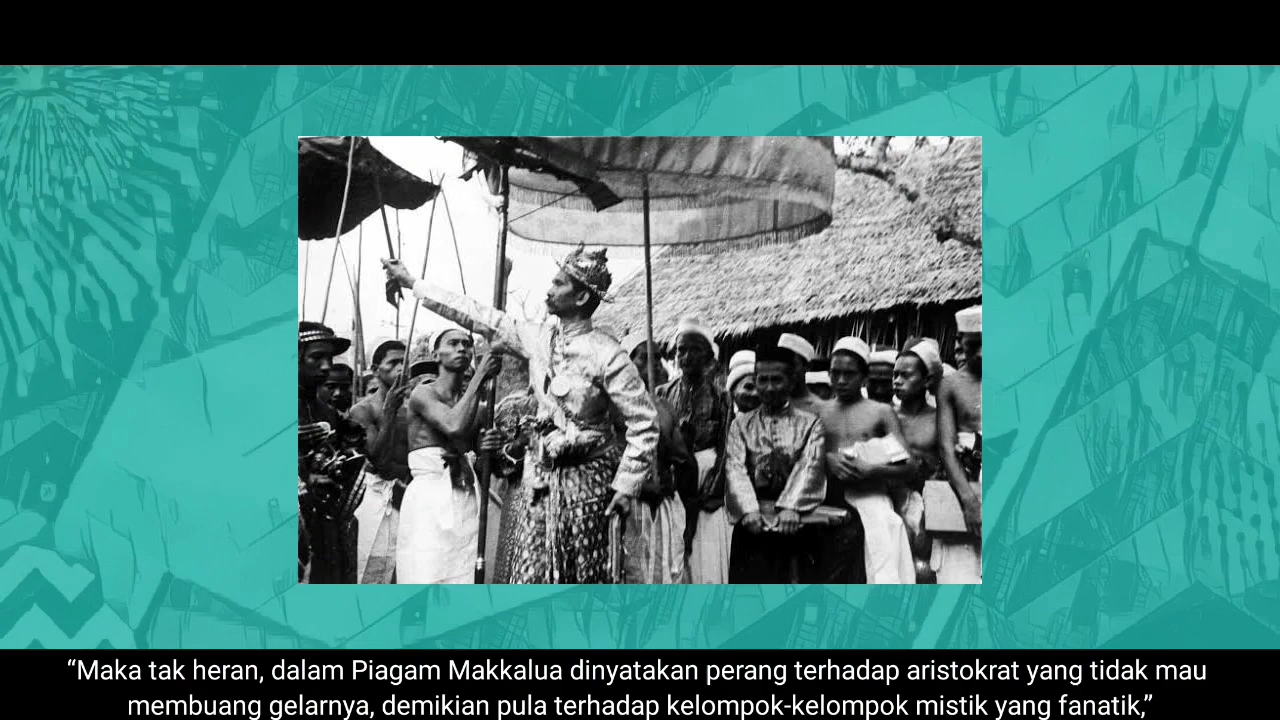 “Maka tak heran, dalam Piagam Makkalua dinyatakan perang terhadap aristokrat yang tidak mau
membuang gelarnya, demikian pula terhadap kelompok-kelompok mistik yang fanatik,”